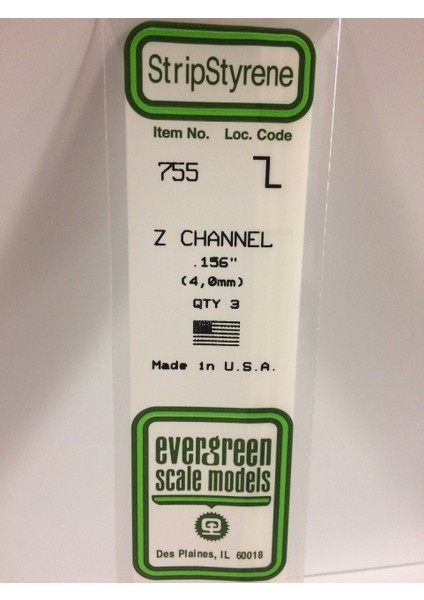 StripStyrene
Item No. Loc. Code
755
Z CHANNEL
.156"
(4,0mm)
QTY 3
Made in U.S.A.
evergreen
scale models
Des Plaines, IL 60018